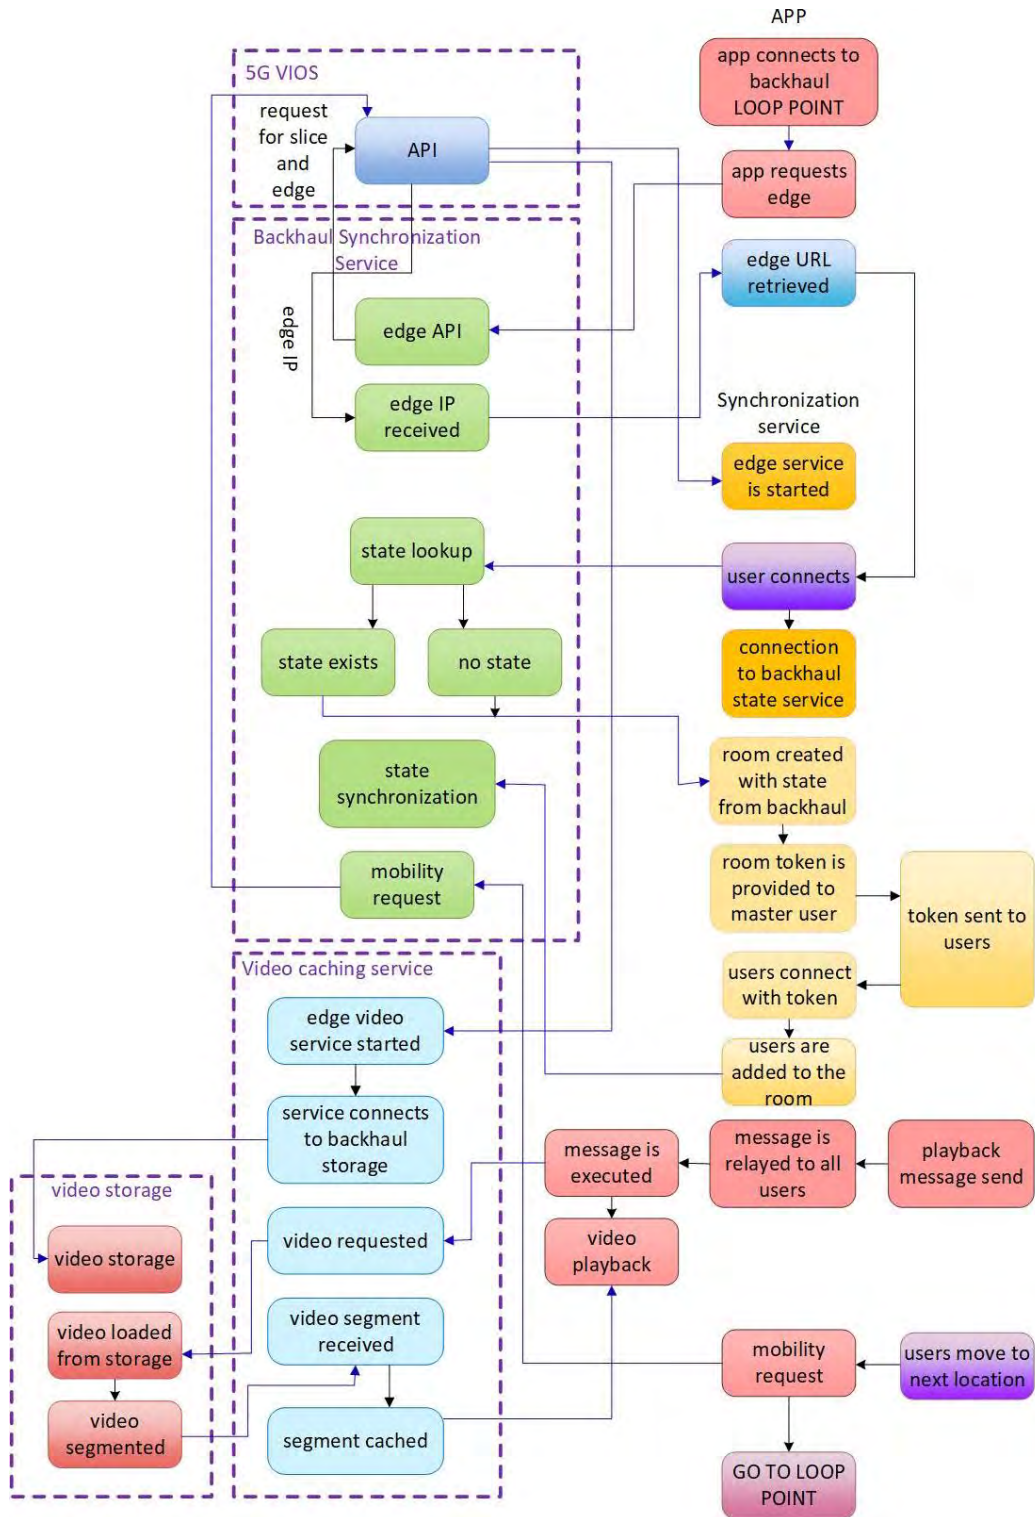 APP
app connects to
backhaul
LOOP POINT
5G VIOS
request
for slice
and
edge
API
app requests
edge
Backhaul Synchronization
Service
edge URL
retrieved
edge IP
edge API
edge IP
received
Synchronization
service
edge service
is started
state lookup
user connects
state exists
no state
connection
to backhaul
state service
state
synchronization
room created
with state
from backhaul
mobility
request
room token is
provided to
master user
token sent to
users
Video caching service
users connect
with token
edge video
service started
users are
added to the
room
service connects
to backhaul
storage
message is
executed
message is
relayed to all
users
playback
message send
video storage
video storage
video requested
video
playback
video loaded
from storage
video segment
received
mobility
request
users move to
next location
video
segmented
segment cached
GO TO LOOP
POINT